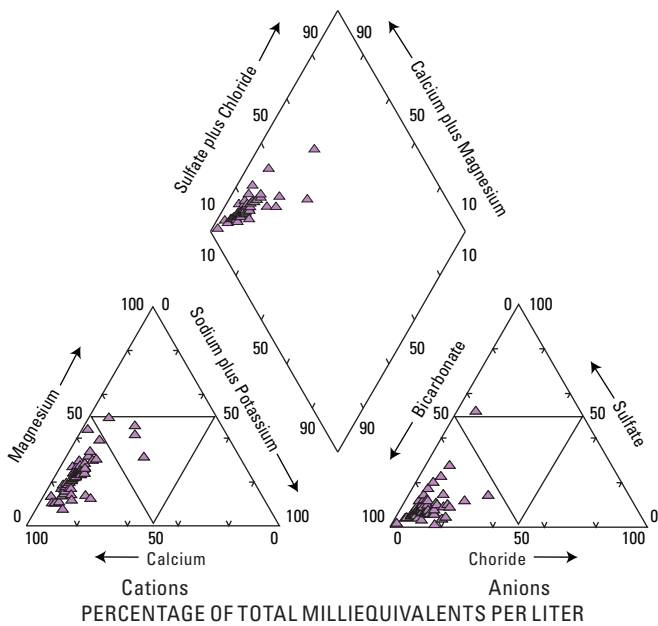 90
90
Sulfate plus Chloride
Calcium plus Magnesium
50
50
10
10
10
10
50
50
90
90
100
0
Magnesium
Sodium plus Potassium
50
50
0
100
100
50
0
Calcium
Cations
0
100
Bicarbonate
Sulfate
50
50
100
0
0
50
100
Choride
Anions
PERCENTAGE OF TOTAL MILLIEQUIVALENTS PER LITER